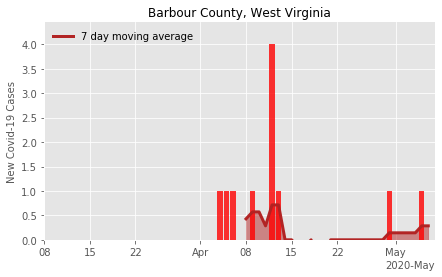 Barbour County, West Virginia
7 day moving average
New Covid-19 Cases
4.0
3.5
3.0
2.5
2.0
1.5
1.0
0.5
0.0
08 15 22 Apr 08 15 22 May
2020-May